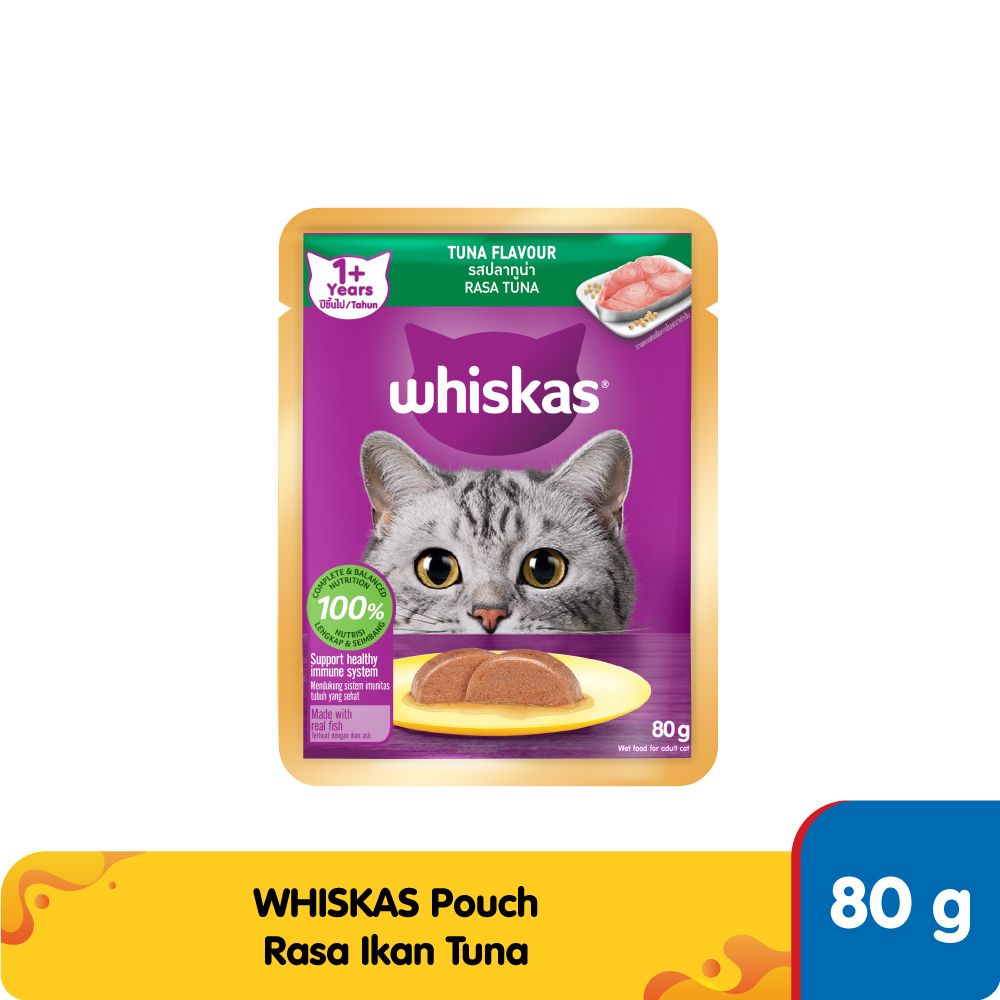 TUNA FLAVOUR
รสปลาทูน่า
RASA TUNA
1+
Years
ปีขึ้นไป/Tahun
whiskas®
COMPLETE & BALANCED
NUTRITION
100%
NUTRISI
LENGKAP & SEIMBANG
Support healthy
immune system
Mendukung sistem imunitas
tubuh yang sehat
Made with
real fish
Terbuat dengan ikan asli
80 g
Wet food for adult cat
WHISKAS Pouch
Rasa Ikan Tuna
80 g